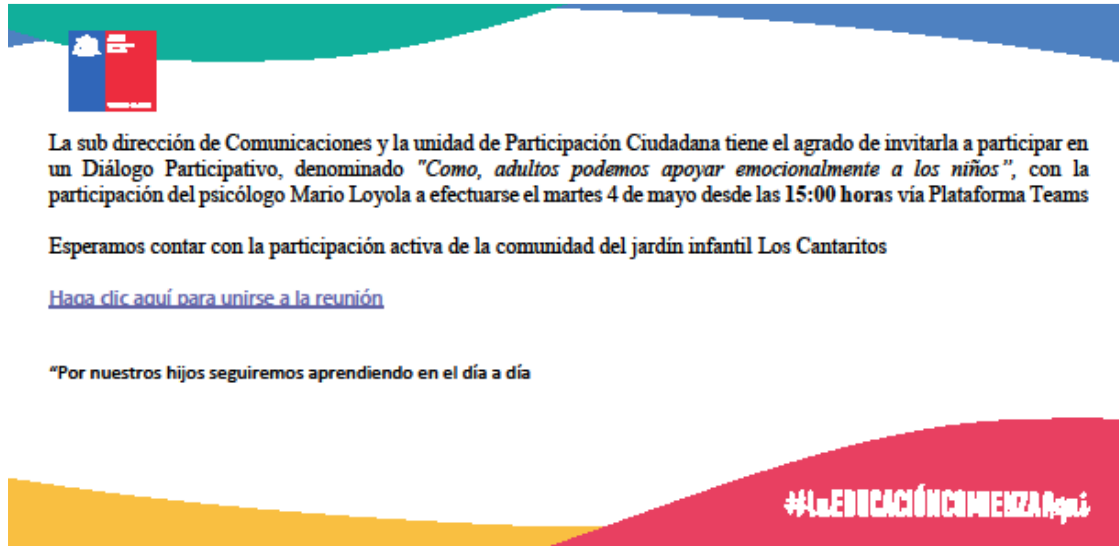 La sub dirección de Comunicaciones y la unidad de Participación Ciudadana tiene el agrado de invitarla a participar en
un Diálogo Participativo, denominado "Como, adultos podemos apoyar emocionalmente a los niños", con la
participación del psicólogo Mario Loyola a efectuarse el martes 4 de mayo desde las 15:00 horas vía Plataforma Teams
Esperamos contar con la participación activa de la comunidad del jardín infantil Los Cantaritos
Haga clic aquí para unirse a la reunión
“Por nuestros hijos seguiremos aprendiendo en el día a día
#LaEDUCACIÓNCOMIENZAAquí